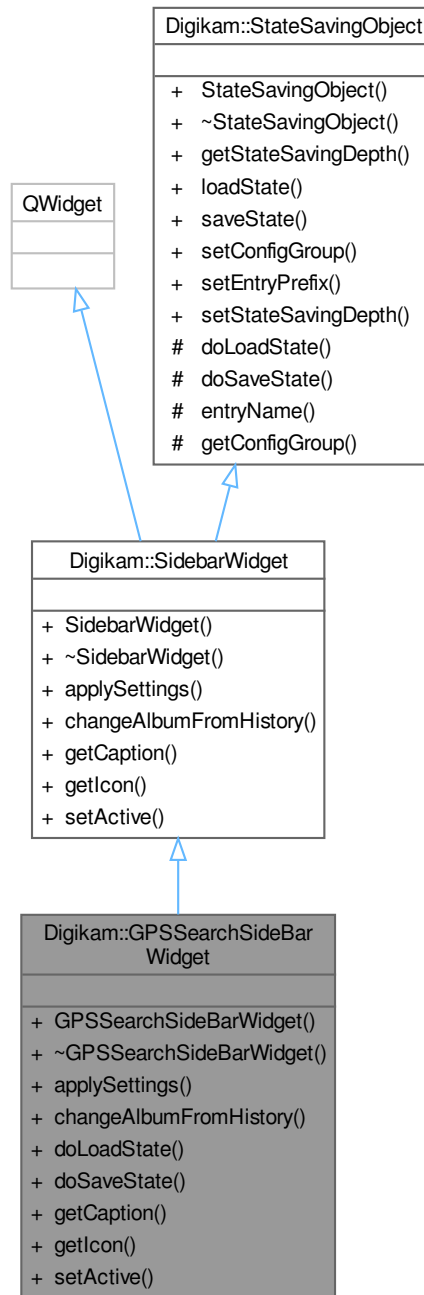 Digikam::StateSavingObject
+ StateSavingObject()
+ ~StateSavingObject()
+ getStateSavingDepth()
+ loadState()
+ saveState()
+ setConfigGroup()
+ setEntryPrefix()
+ setStateSavingDepth()
# doLoadState()
# doSaveState()
# entryName()
# getConfigGroup()
QWidget
Digikam::SidebarWidget
+ SidebarWidget()
+ ~SidebarWidget()
+ applySettings()
+ changeAlbumFromHistory()
+ getCaption()
+ getIcon()
+ setActive()
Digikam::GPSSearchSideBar
Widget
+ GPSSearchSideBarWidget()
+ ~GPSSearchSideBarWidget()
+ applySettings()
+ changeAlbumFromHistory()
+ doLoadState()
+ doSaveState()
+ getCaption()
+ getIcon()
+ setActive()